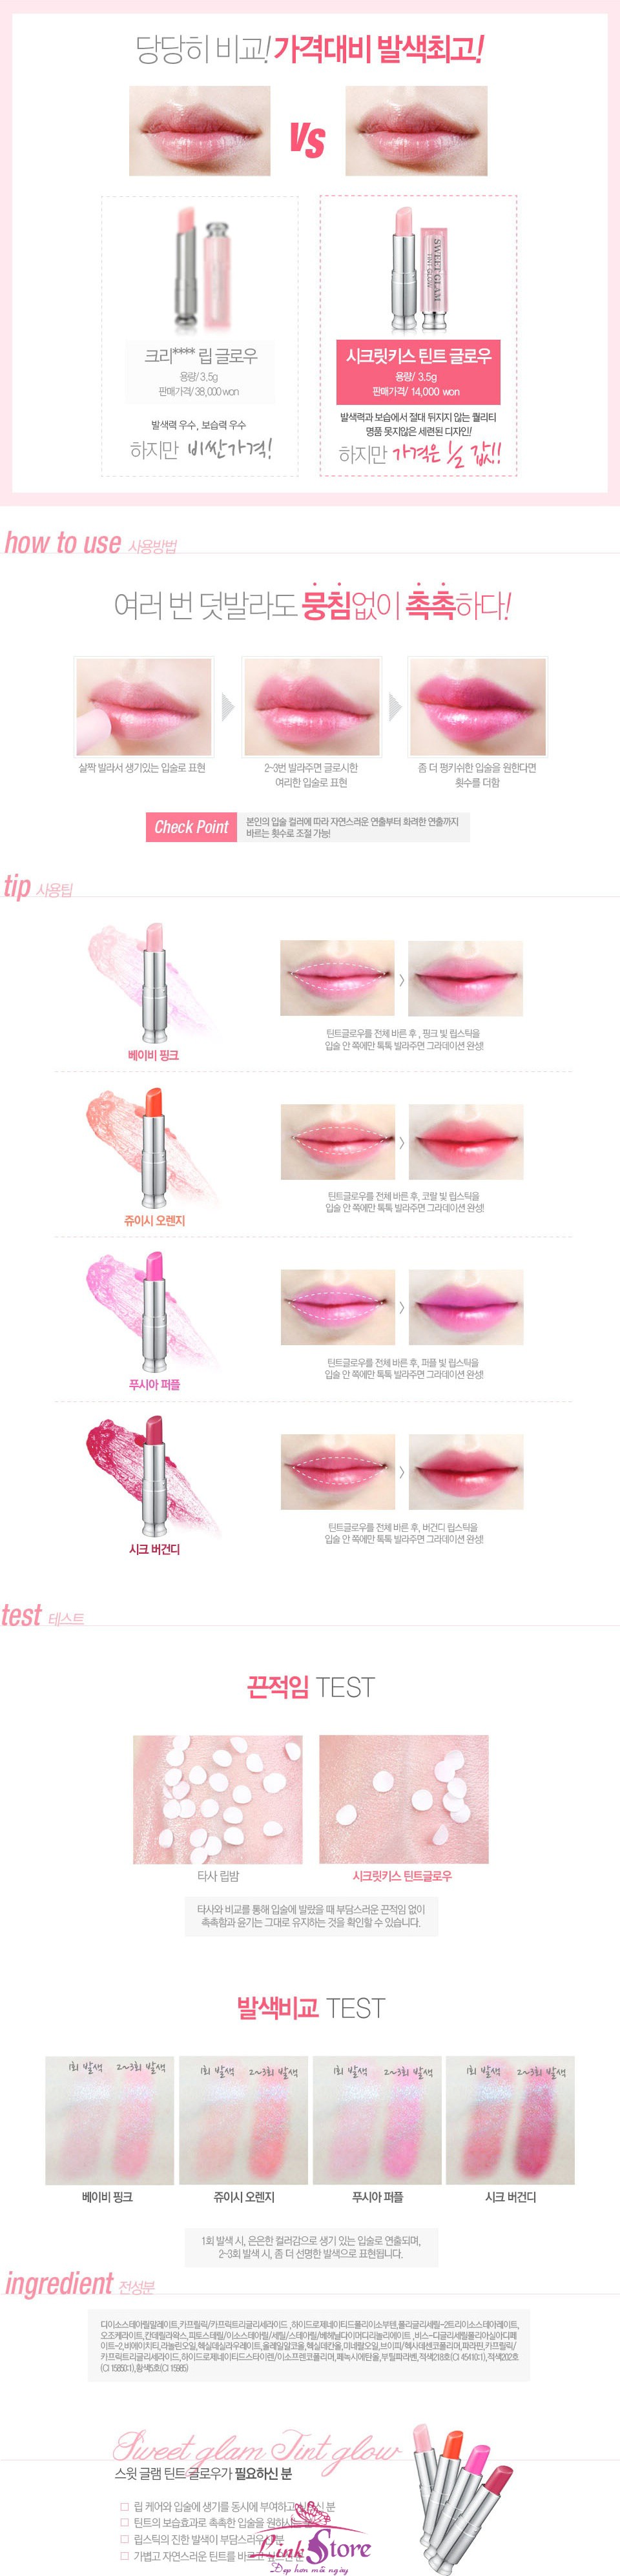 당당히 비교! 가격대비 발색최고!
VS
SWEET GLAM
TINT GLOW
크리**** 립 글로우
용량/ 3.5g
판매가격/ 38,000 won
발색력 우수, 보습력 우수
하지만 비싼가격!
시크릿키스 틴트 글로우
용량/ 3.5g
판매가격/ 14,000 won
발색력과 보습에서 절대 뒤지지 않는 퀄리티
명품 못지않은 세련된 디자인!
하지만 가격은 ½ 값!!
how to use 사용방법
여러 번 덧발라도 뭉침없이 촉촉하다!
살짝 발라서 생기있는 입술로 표현
2~3번 발라주면 글로시한
여리한 입술로 표현
좀 더 펑키쉬한 입술을 원한다면
횟수를 더함
Check Point
본인의 입술 컬러에 따라 자연스러운 연출부터 화려한 연출까지
바르는 횟수로 조절 가능!
tip 사용팁
베이비 핑크
틴트글로우를 전체 바른 후, 핑크 빛 립스틱을
입술 안 쪽에만 톡톡 발라주면 그라데이션 완성!
쥬이시 오렌지
틴트글로우를 전체 바른 후, 코랄 빛 립스틱을
입술 안 쪽에만 톡톡 발라주면 그라데이션 완성!
푸시아 퍼플
틴트글로우를 전체 바른 후, 퍼플 빛 립스틱을
입술 안 쪽에만 톡톡 발라주면 그라데이션 완성!
시크 버건디
틴트글로우를 전체 바른 후, 버건디 립스틱을
입술 안 쪽에만 톡톡 발라주면 그라데이션 완성!
test 테스트
끈적임 TEST
타사 립밤
시크릿키스 틴트글로우
타사와 비교를 통해 입술에 발랐을 때 부담스러운 끈적임 없이
촉촉함과 윤기는 그대로 유지하는 것을 확인할 수 있습니다.
발색비교 TEST
1회 발색 2~3회 발색
1회 발색 2~3회 발색
1회 발색 2~3회 발색
1회 발색 2~3회 발색
베이비 핑크
쥬이시 오렌지
푸시아 퍼플
시크 버건디
1회 발색 시, 은은한 컬러감으로 생기 있는 입술로 연출되며,
2~3회 발색 시, 좀 더 선명한 발색으로 표현됩니다.
ingredient 전성분
디이소스테아릴말레이트, 카프릴릭/카프릭트리글리세라이드, 하이드로제네이티드폴리이소부텐, 폴리글리세릴-2트리이소스테아레이트,
오조케라이트, 칸데릴라왁스, 피토스테릴/이소스테아릴/세틸/스테아릴/베헤닐다이머디리놀리에이트, 비스-디글리세릴폴리아실아디페
이트-2, 비에이치티, 라놀린오일, 헥실데실라우레이트, 올레일알코올, 헥실데칸올, 미네랄오일, 브이피/헥사데센코폴리머, 파라핀, 카프릴릭/
카프릭트리글리세라이드, 하이드로제네이티드스타이렌/이소프렌코폴리머, 페녹시에탄올, 부틸파라벤, 적색218호(CI 45410:1), 적색202호
(CI 15850:1), 황색5호(CI 15985)
Sweet glam Tint glow
스윗 글램 틴트 글로우가 필요하신 분
립 케어와 입술에 생기를 동시에 부여하고 분
틴트의 보습효과로 촉촉한 입술을
립스틱의 진한 발색이 분
가볍고 자연스러운 틴트를
Link Store
Đẹp hơn mỗi ngày